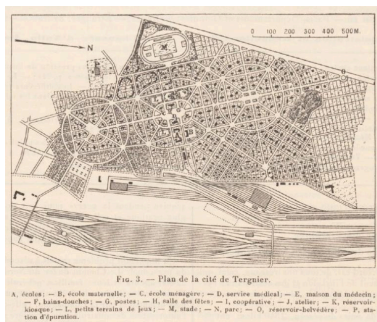 N
0 100 200 300 400 500M.
M
FIG. 3. — Plan de la cité de Tergnier.
A, écoles; — B, école maternelle; — C, école ménagère; — D, service médical; — E, maison du médecin;
— F, bains-douches; — G, postes; — H, salle des fêtes; — I, coopérative; — J, atelier; — K, réservoir-
kiosque; — L, petits terrains de jeux; — M, stade; — N, parc; — O, réservoir-belvédère; — P, sta-
tion d'épuration.